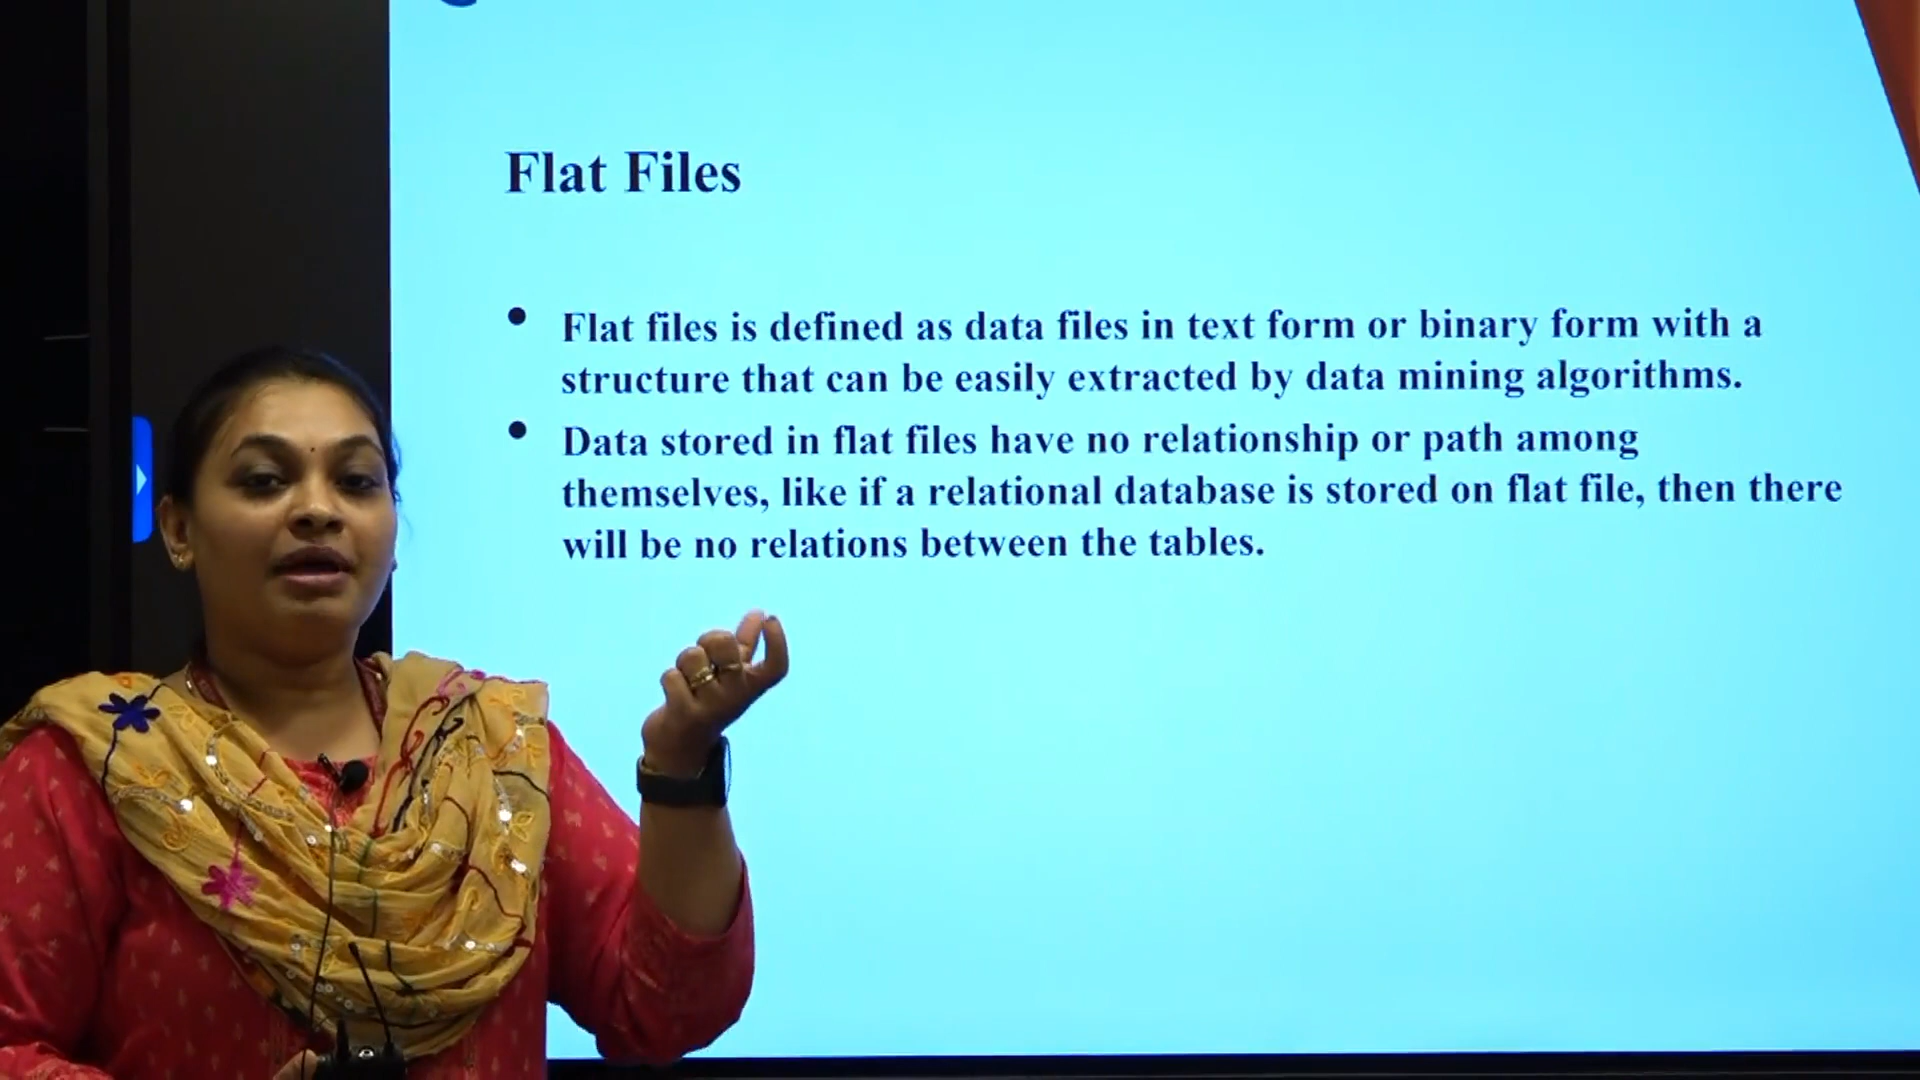 Flat Files
• Flat files is defined as data files in text form or binary form with a
structure that can be easily extracted by data mining algorithms.
• Data stored in flat files have no relationship or path among
themselves, like if a relational database is stored on flat file, then there
will be no relations between the tables.